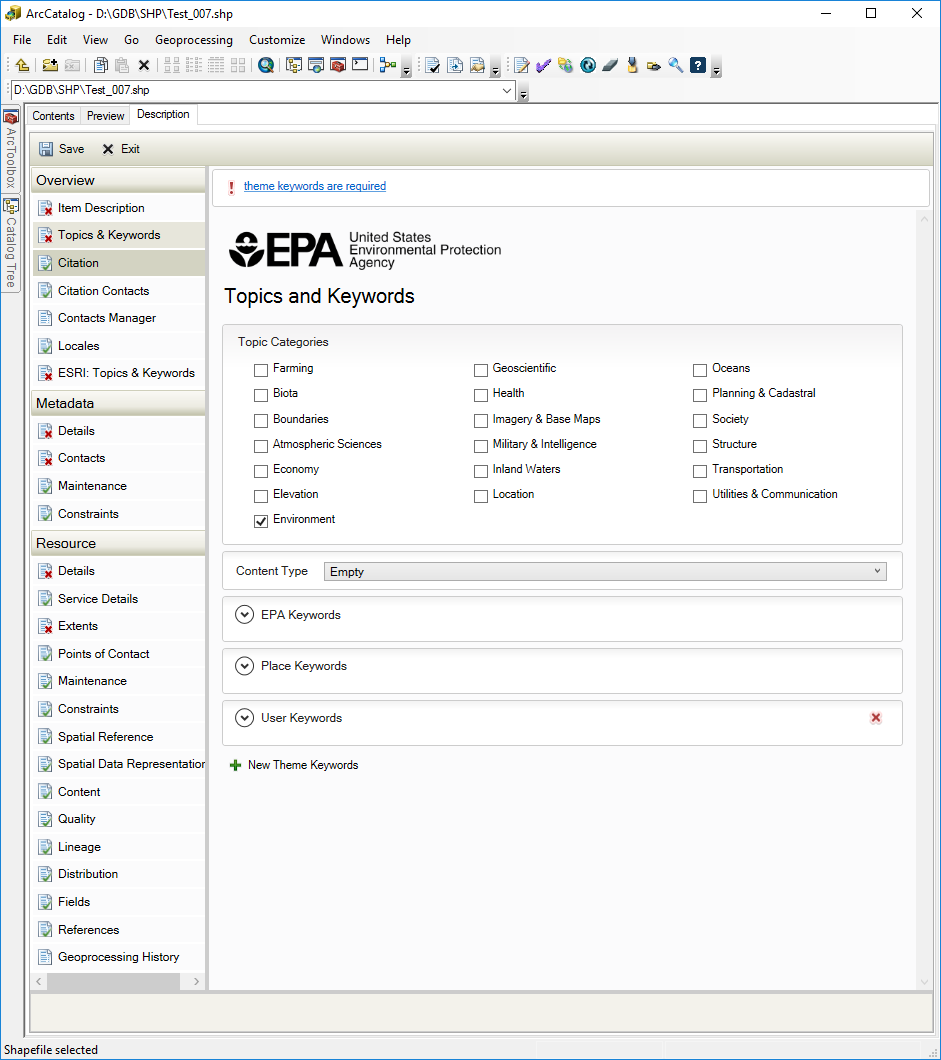 ArcCatalog - D:\GDB\SHP\Test_007.shp
File Edit View Go Geoprocessing Customize Windows Help
D:\GDB\SHP\Test_007.shp
ArcToolbox
Catalog Tree
Contents Preview Description
Save Exit
Overview
Item Description
Topics & Keywords
Citation
Citation Contacts
Contacts Manager
Locales
ESRI: Topics & Keywords
Metadata
Details
Contacts
Maintenance
Constraints
Resource
Details
Service Details
Extents
Points of Contact
Maintenance
Constraints
Spatial Reference
Spatial Data Representation
Content
Quality
Lineage
Distribution
Fields
References
Geoprocessing History
theme keywords are required
EPA
United States
Environmental Protection
Agency
Topics and Keywords
Topic Categories
Farming Geoscientific Oceans
Biota Health Planning & Cadastral
Boundaries Imagery & Base Maps Society
Atmospheric Sciences Military & Intelligence Structure
Economy Inland Waters Transportation
Elevation Location Utilities & Communication
Environment
Content Type Empty
EPA Keywords
Place Keywords
User Keywords
New Theme Keywords
Shapefile selected